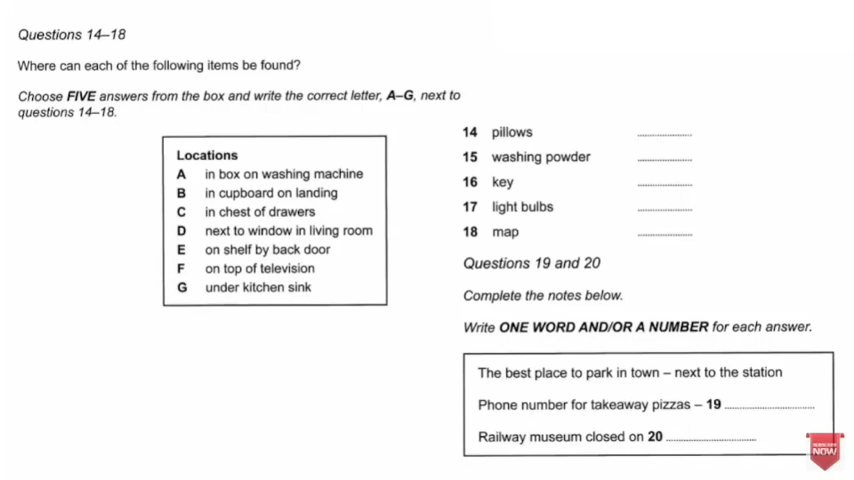 Questions 14–18
Where can each of the following items be found?
Choose FIVE answers from the box and write the correct letter, A–G, next to
questions 14–18.
Locations
A in box on washing machine
B in cupboard on landing
C in chest of drawers
D next to window in living room
E on shelf by back door
F on top of television
G under kitchen sink
14 pillows ....................
15 washing powder ....................
16 key ....................
17 light bulbs ....................
18 map ....................
Questions 19 and 20
Complete the notes below.
Write ONE WORD AND/OR A NUMBER for each answer.
The best place to park in town – next to the station
Phone number for takeaway pizzas – 19 ..............................
Railway museum closed on 20 ..............................
NOW